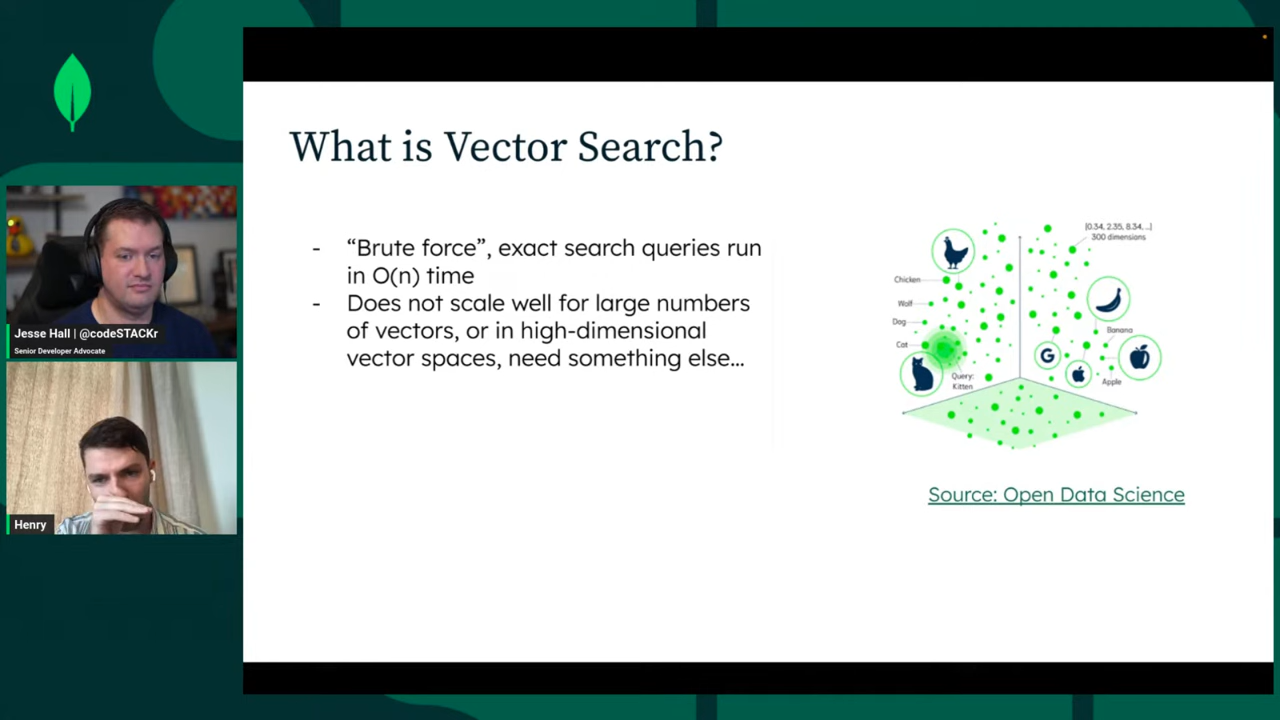 What is Vector Search?
- “Brute force”, exact search queries run
in O(n) time
- Does not scale well for large numbers
of vectors, or in high-dimensional
vector spaces, need something else...
[0.34, 2.35, 8.34, ...]
300 dimensions
Chicken
Wolf
Dog
Cat
Query:
Kitten
Banana
G
Apple
Source: Open Data Science
Jesse Hall | @codeSTACKr
Senior Developer Advocate
Henry